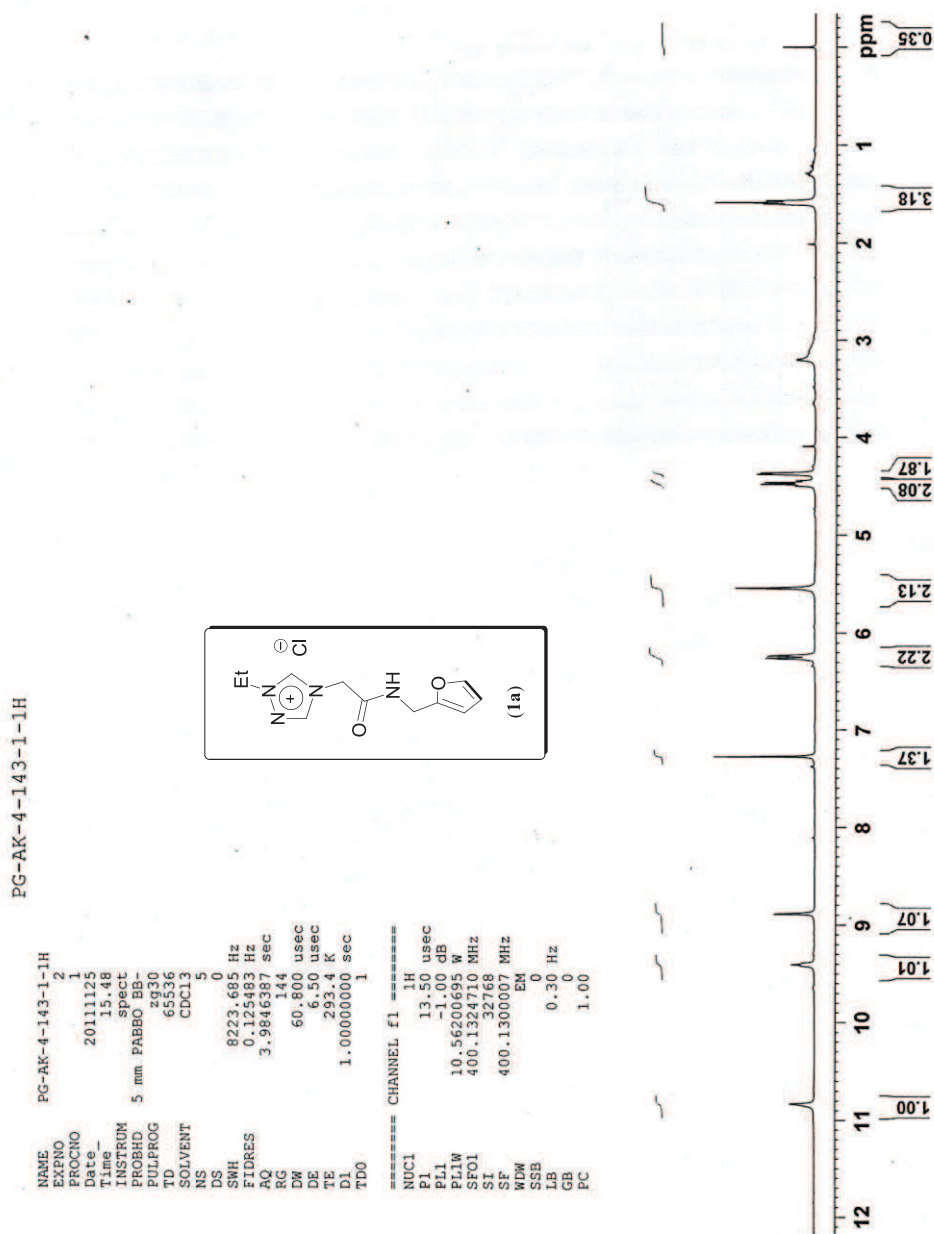 PG-AK-4-143-1-1H
NAME PG-AK-4-143-1-1H
EXPNO 2
PROCNO 1
Date_ 20111125
Time_ 15.48
INSTRUM spect
PROBHD 5 mm PABBO BB-
PULPROG zg30
TD 65536
SOLVENT CDCl3
NS 5
DS 0
SWH 8223.685 Hz
FIDRES 0.125483 Hz
AQ 3.9846387 sec
RG 144
DW 60.800 usec
DE 6.50 usec
TE 293.4 K
D1 1.00000000 sec
TD0 1
======== CHANNEL f1 ========
NUC1 1H
P1 13.50 usec
PL1 -1.00 dB
PL1W 10.56200695 W
SFO1 400.1324710 MHz
SI 32768
SF 400.1300007 MHz
WDW EM
SSB 0
LB 0.30 Hz
GB 0
PC 1.00
Et
N
N
+
N
⊖
Cl
O
NH
O
(1a)
12 11 10 9 8 7 6 5 4 3 2 1 ppm
1.00 1.01 1.07 1.37 2.22 2.13 2.08 1.87 3.18 0.35